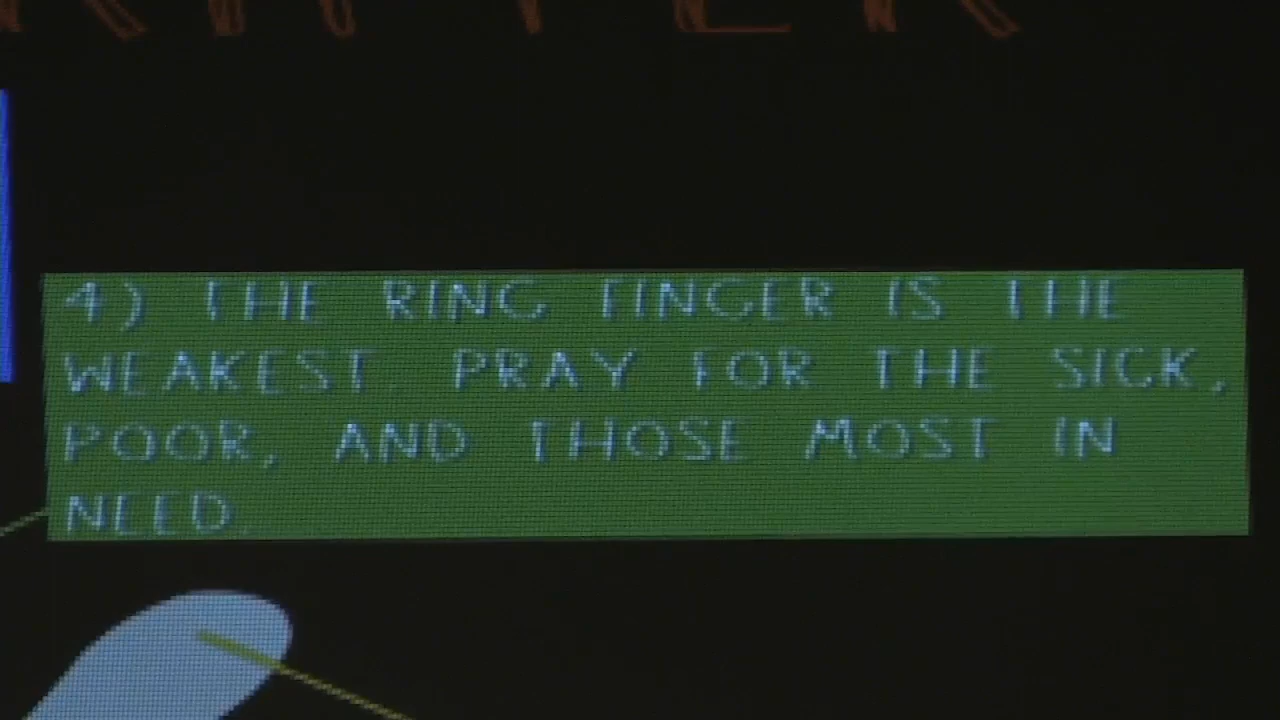 4) THE RING FINGER IS THE
WEAKEST. PRAY FOR THE SICK,
POOR, AND THOSE MOST IN
NEED.